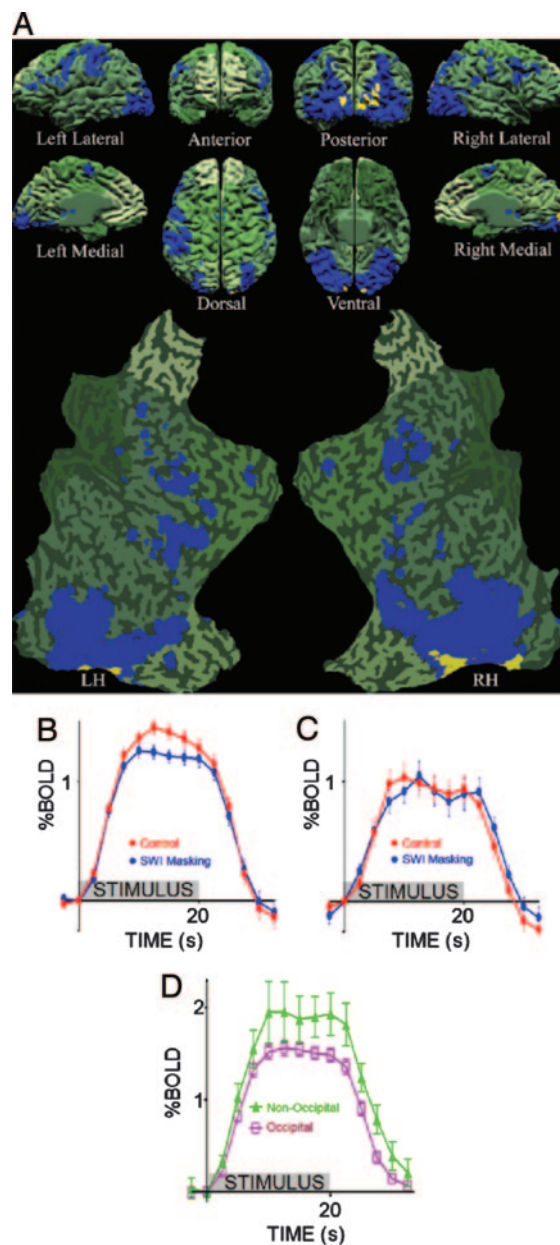 A
Left Lateral Anterior Posterior Right Lateral
Left Medial Right Medial
Dorsal Ventral
LH RH
B C
%BOLD %BOLD
1 1
Control Control
SWI Masking SWI Masking
STIMULUS STIMULUS
20 20
TIME (s) TIME (s)
D
2
%BOLD
1
Non-Occipital
Occipital
STIMULUS
20
TIME (s)